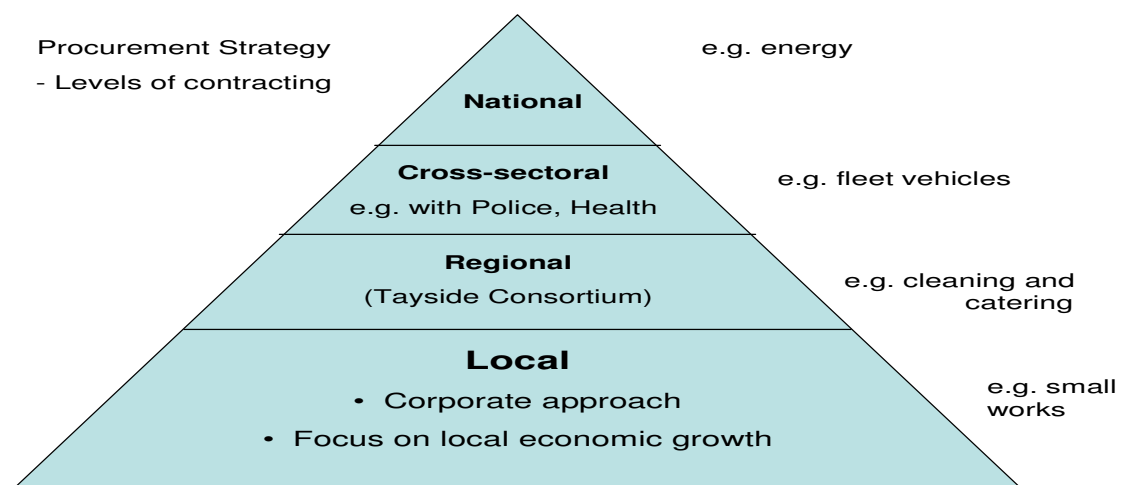 Procurement Strategy
- Levels of contracting
e.g. energy
National
Cross-sectoral
e.g. with Police, Health
e.g. fleet vehicles
Regional
(Tayside Consortium)
e.g. cleaning and
catering
Local
• Corporate approach
• Focus on local economic growth
e.g. small
works